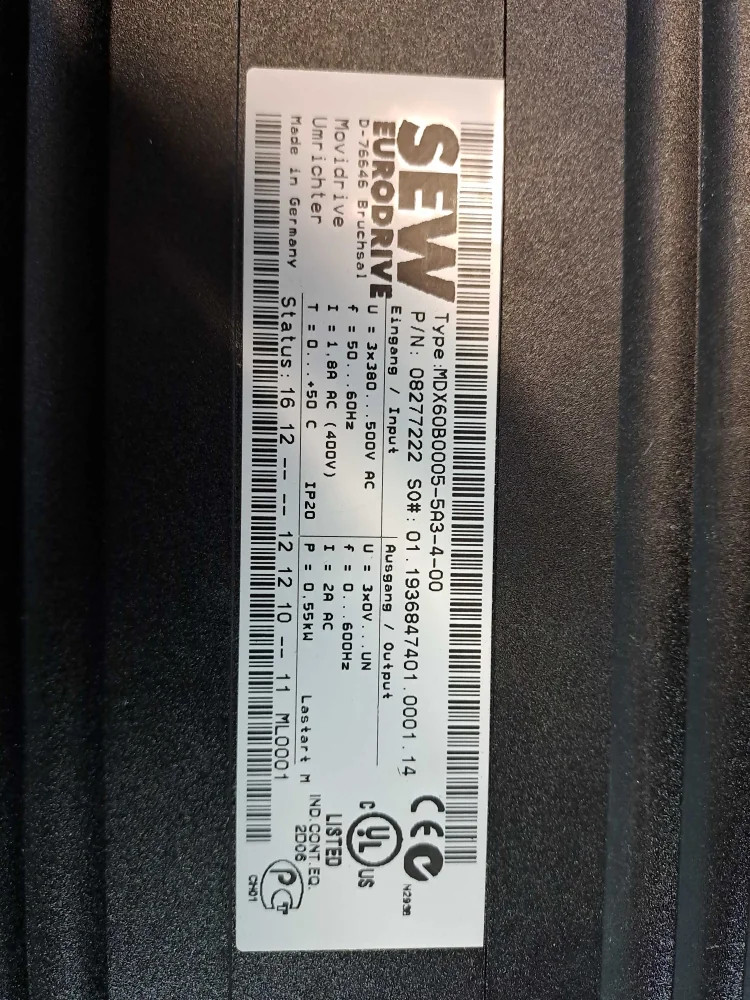 SEW
EURODRIVE
D-76646 Bruchsal
Movidrive
Umrichter
Made in Germany
Type:MDX60B0005-5A3-4-00
P/N: 08277222 SO#: 01.1936847401.0001.14
Eingang / Input
U = 3x380...500V AC
f = 50...60Hz
I = 1,8A AC (400V)
T = 0...+50 C IP20
Ausgang / Output
U = 3x0V...UN
f = 0...600Hz
I = 2A AC
P = 0,55kW Lastart M
Status: 16 12 -- -- 12 12 10 -- 11 ML0001
CE
N2936
C UL US
LISTED
IND.CONT.EQ.
2D06
CH01